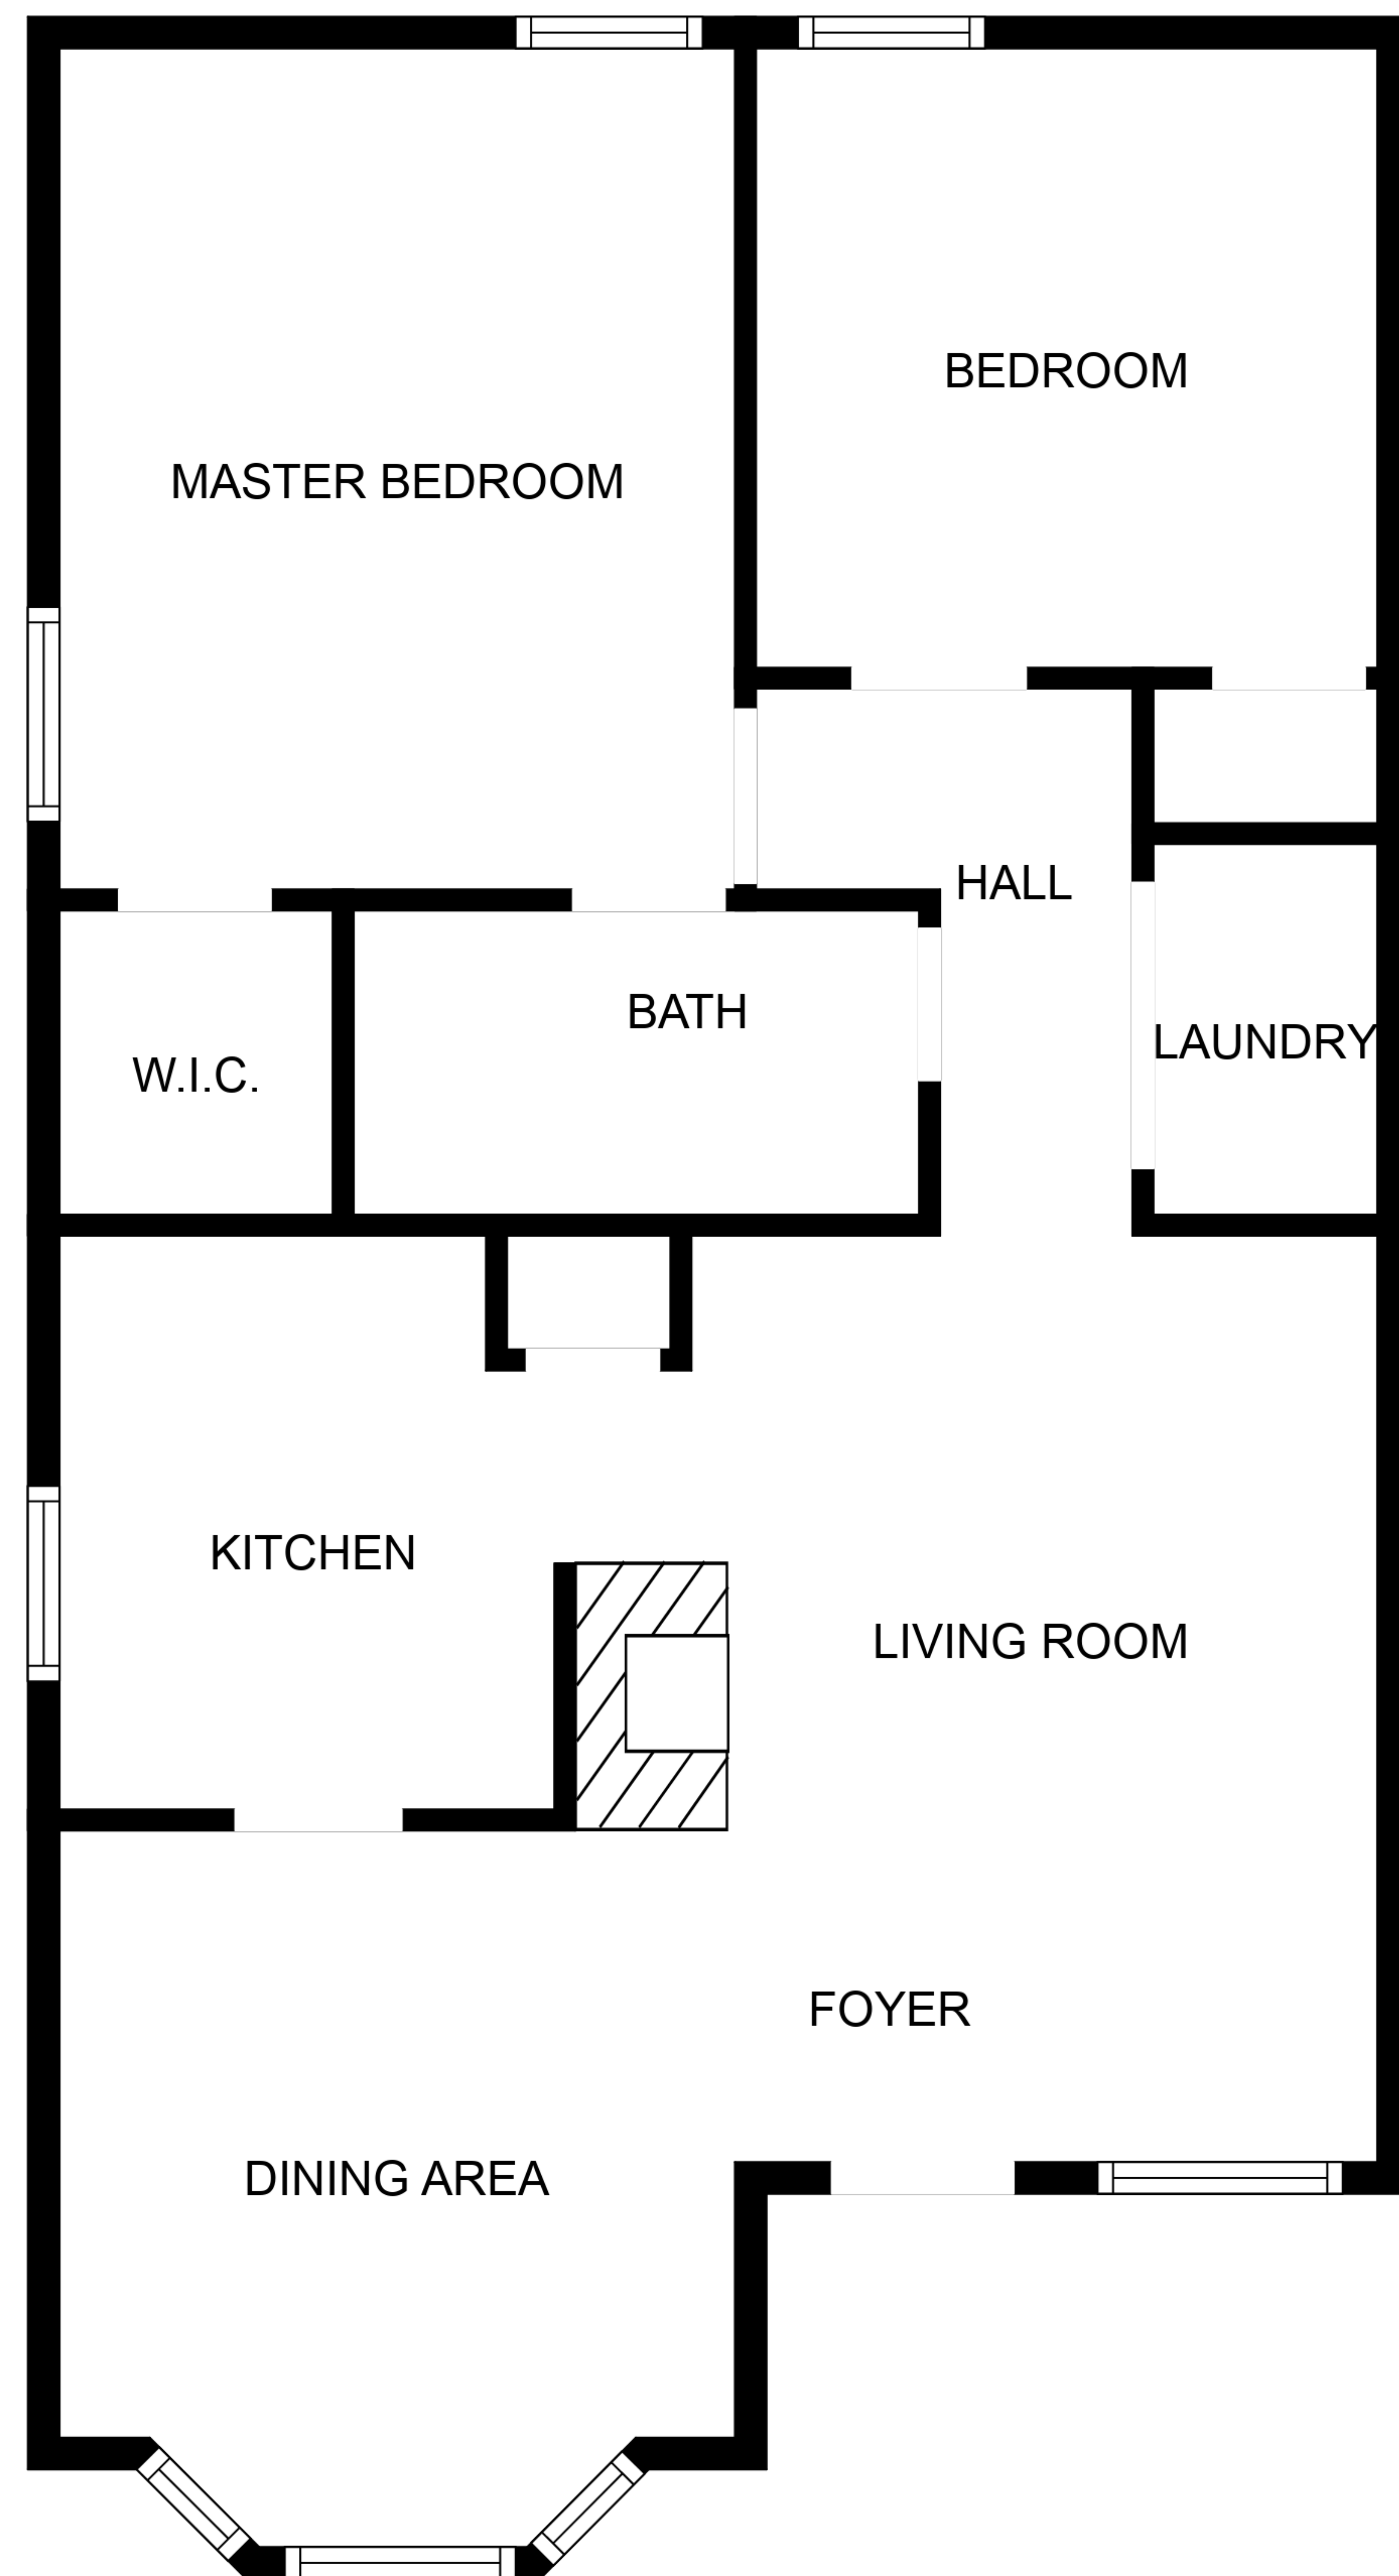 BEDROOM
MASTER BEDROOM
HALL
BATH
LAUNDRY
W.I.C.
KITCHEN
LIVING ROOM
FOYER
DINING AREA